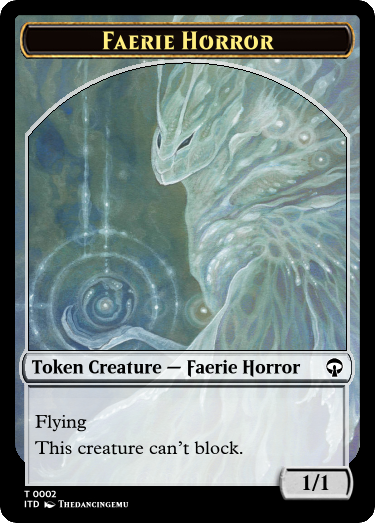 Faerie Horror
Token Creature — Faerie Horror
Flying
This creature can't block.
1/1
T 0002
ITD Thedancingemu